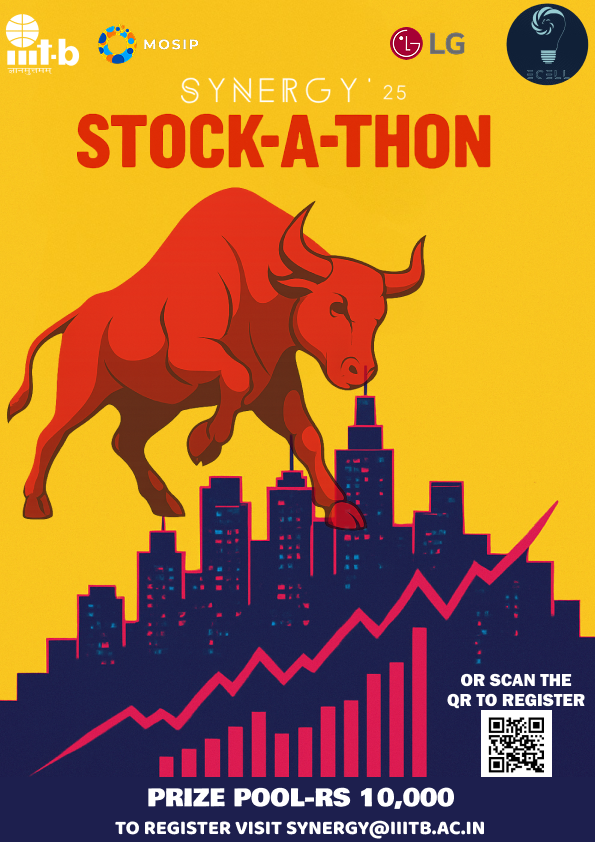 iiit-b
ज्ञानमुत्तमम्
MOSIP
LG
ECELL
SYNERGY'25
STOCK-A-THON
OR SCAN THE
QR TO REGISTER
PRIZE POOL-RS 10,000
TO REGISTER VISIT SYNERGY@IIITB.AC.IN